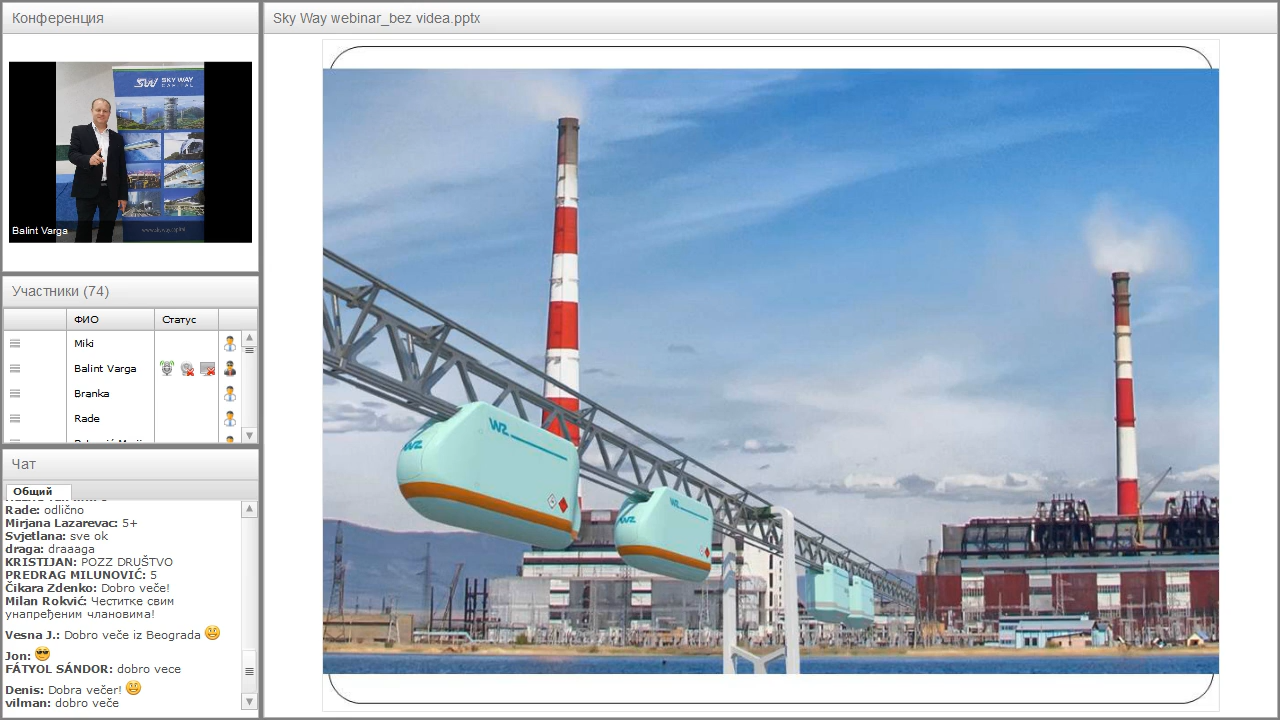 Конференция
SKY WAY
CAPITAL
Balint Varga
Участники (74)
ФИО Статус
Miki
Balint Varga
Branka
Rade
Чат
Общий
Rade: odlično
Mirjana Lazarevac: 5+
Svjetlana: sve ok
draga: draaaga
KRISTIJAN: POZZ DRUŠTVO
PREDRAG MILUNOVIĆ: 5
Čikara Zdenko: Dobro veče!
Milan Rokvić: Честитке свим
унапређеним члановима!
Vesna J.: Dobro veče iz Beograda
Jon:
FÁTYOL SÁNDOR: dobro vece
Denis: Dobra večer!
vilman: dobro veče
Sky Way webinar_bez videa.pptx